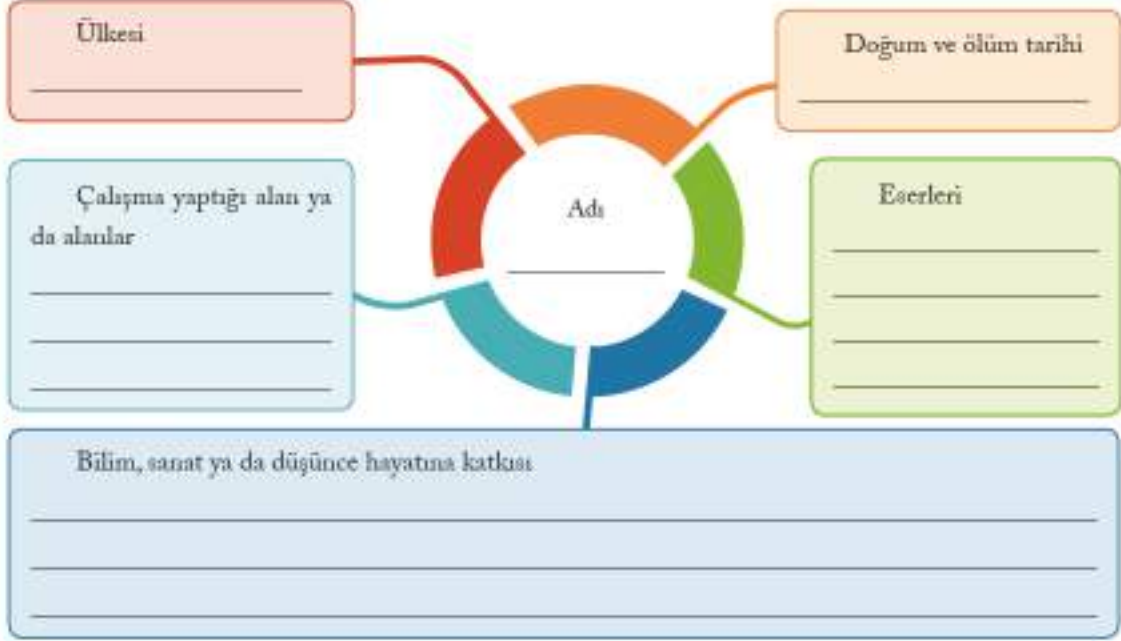 Ülkesi
Doğum ve ölüm tarihi
Çalışma yaptığı alan ya
da alanlar
Adı
Eserleri
Bilim, sanat ya da düşünce hayatına katkısı